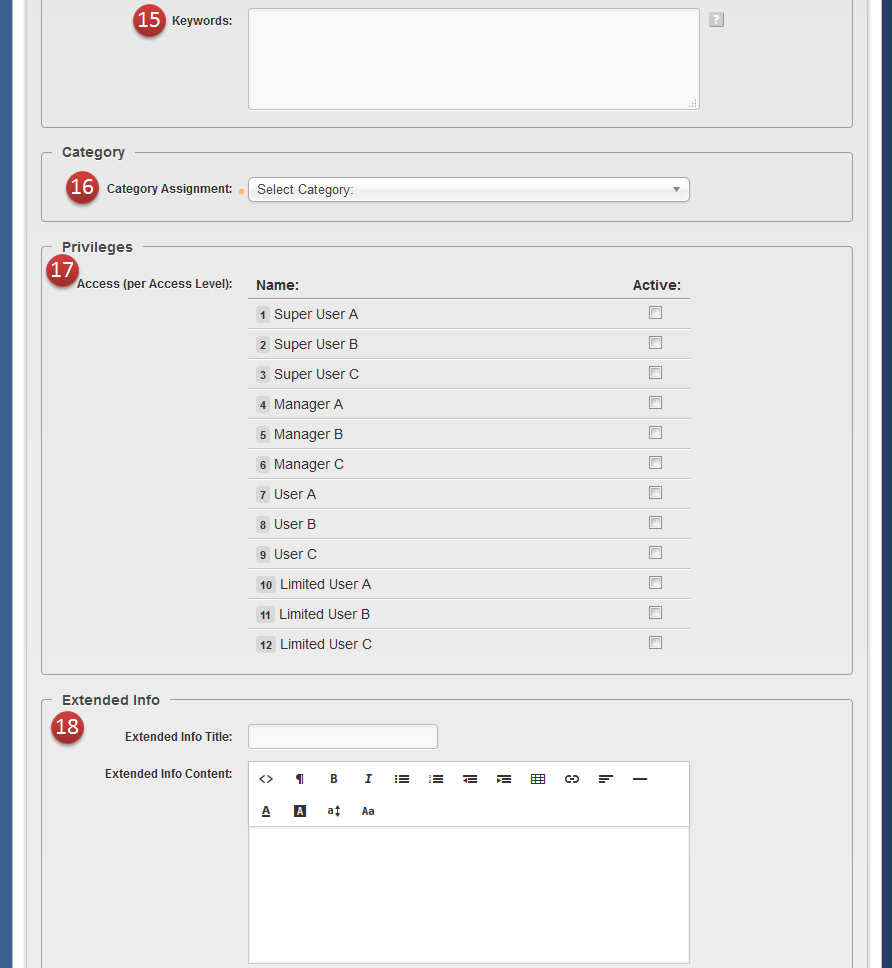 15 Keywords: ?
Category
16 Category Assignment: Select Category:
Privileges
17 Access (per Access Level): Name: Active:
1 Super User A
2 Super User B
3 Super User C
4 Manager A
5 Manager B
6 Manager C
7 User A
8 User B
9 User C
10 Limited User A
11 Limited User B
12 Limited User C
Extended Info
18 Extended Info Title:
Extended Info Content: <> ¶ B I
A A a Aa